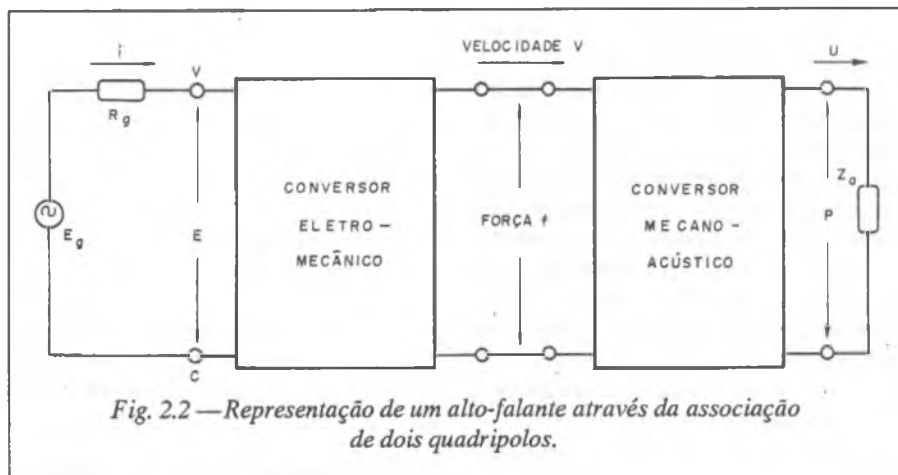 i
V
R g
E g
E
C
CONVERSOR
ELETRO-
MECÂNICO
VELOCIDADE V
FORÇA f
CONVERSOR
MECANO-
ACÚSTICO
U
Z a
P
Fig. 2.2 — Representação de um alto-falante através da associação
de dois quadripolos.